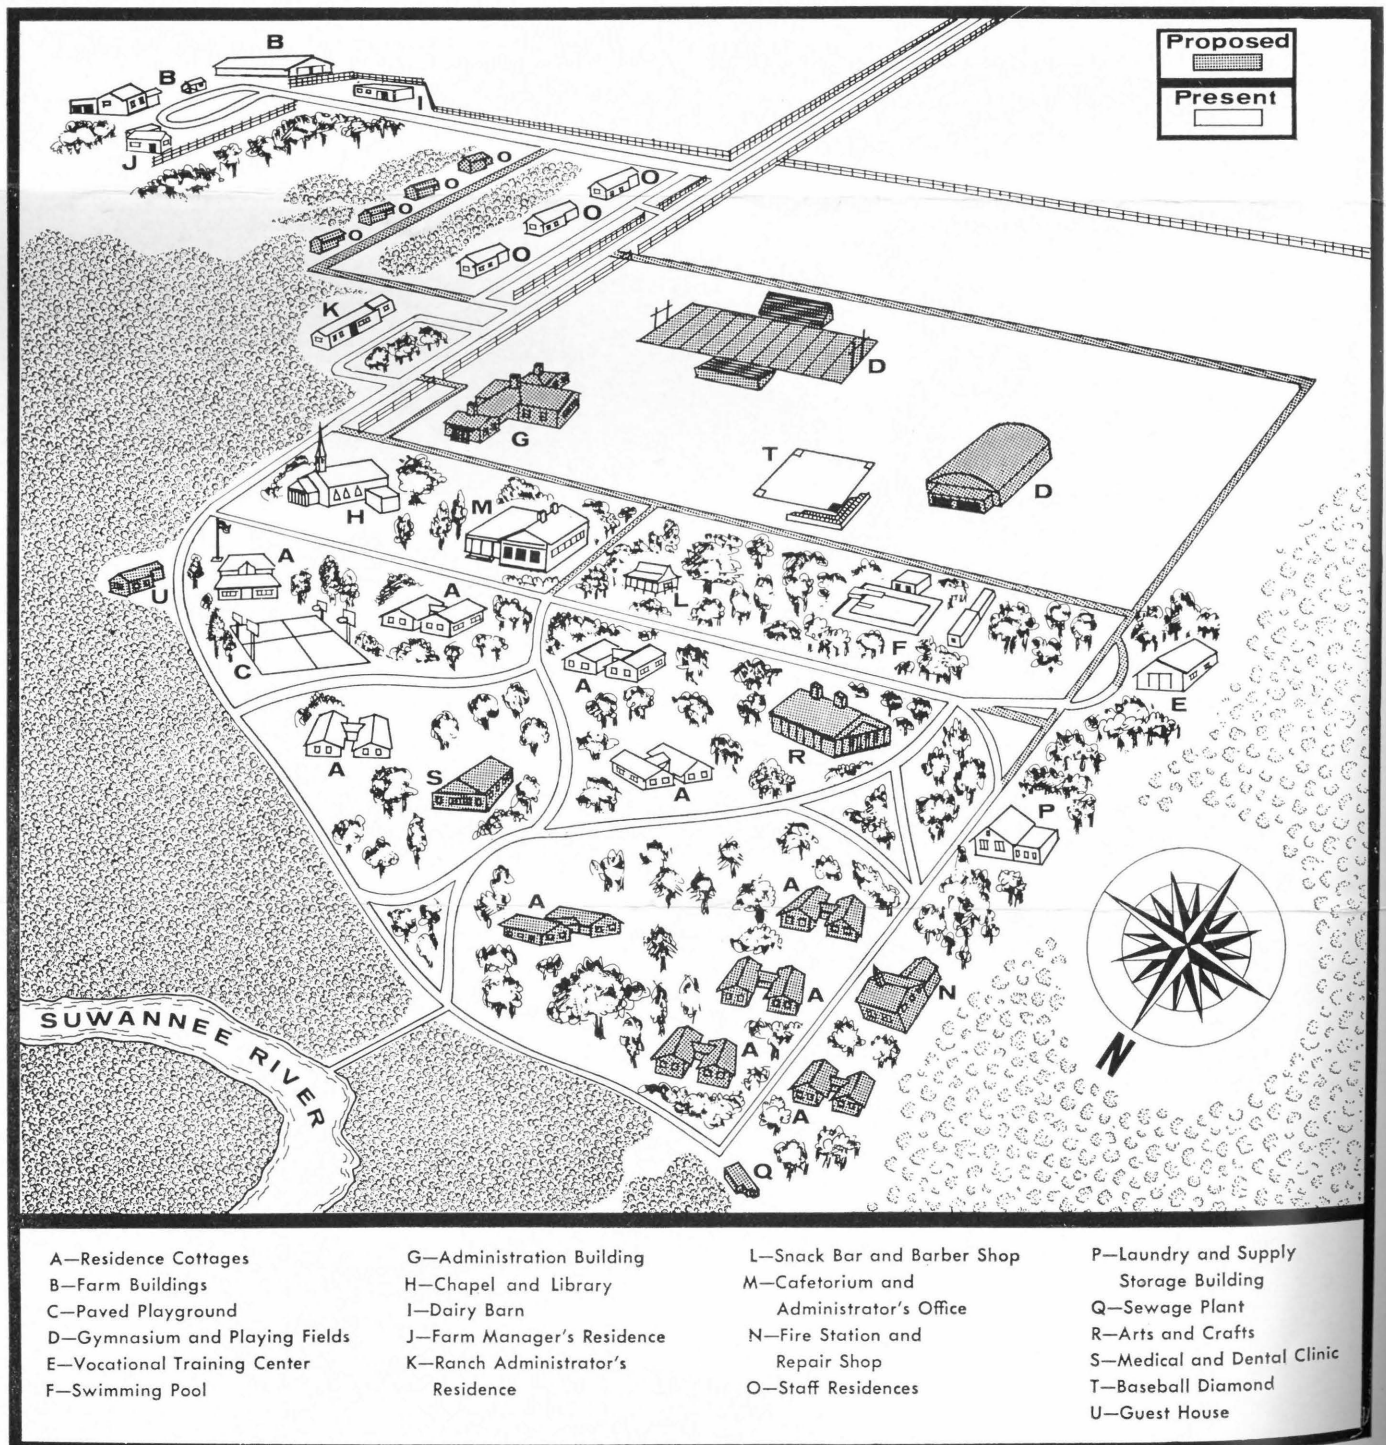 Proposed
Present
B
B
I
J
O
O
O
O
O
O
O
K
D
G
T
D
H
M
A
U
A
L
C
F
A
E
A
R
S
A
P
A
A
A
N
A
A
Q
N
SUWANNEE RIVER
A—Residence Cottages
B—Farm Buildings
C—Paved Playground
D—Gymnasium and Playing Fields
E—Vocational Training Center
F—Swimming Pool
G—Administration Building
H—Chapel and Library
I—Dairy Barn
J—Farm Manager's Residence
K—Ranch Administrator's
Residence
L—Snack Bar and Barber Shop
M—Cafetorium and
Administrator's Office
N—Fire Station and
Repair Shop
O—Staff Residences
P—Laundry and Supply
Storage Building
Q—Sewage Plant
R—Arts and Crafts
S—Medical and Dental Clinic
T—Baseball Diamond
U—Guest House